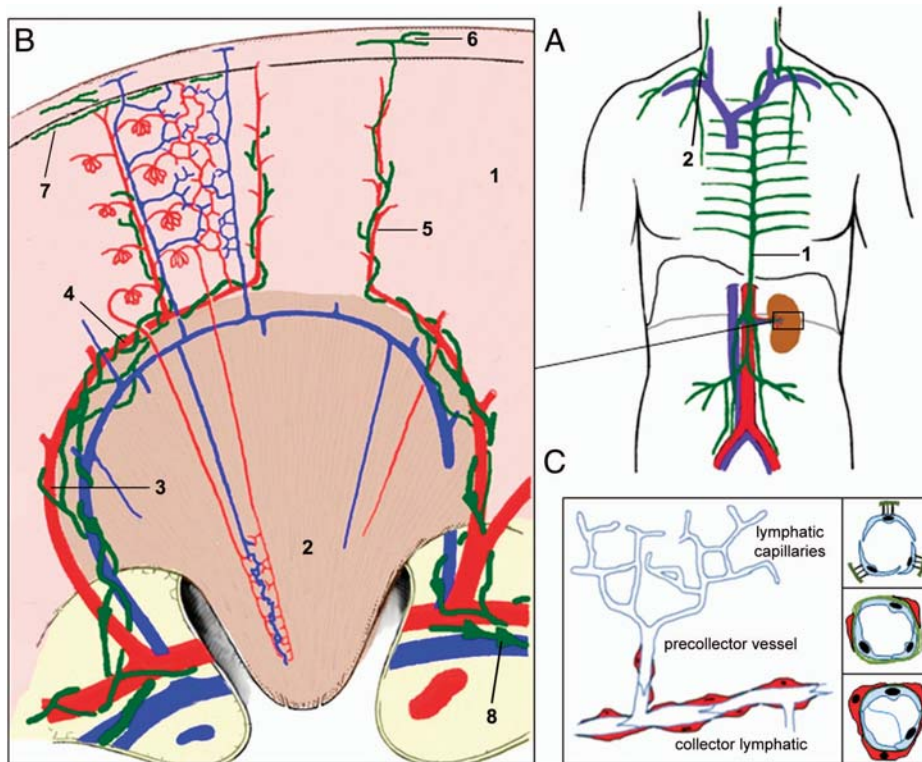 B
6
7
1
5
4
3
2
8
A
2
1
C
lymphatic
capillaries
precollector vessel
collector lymphatic